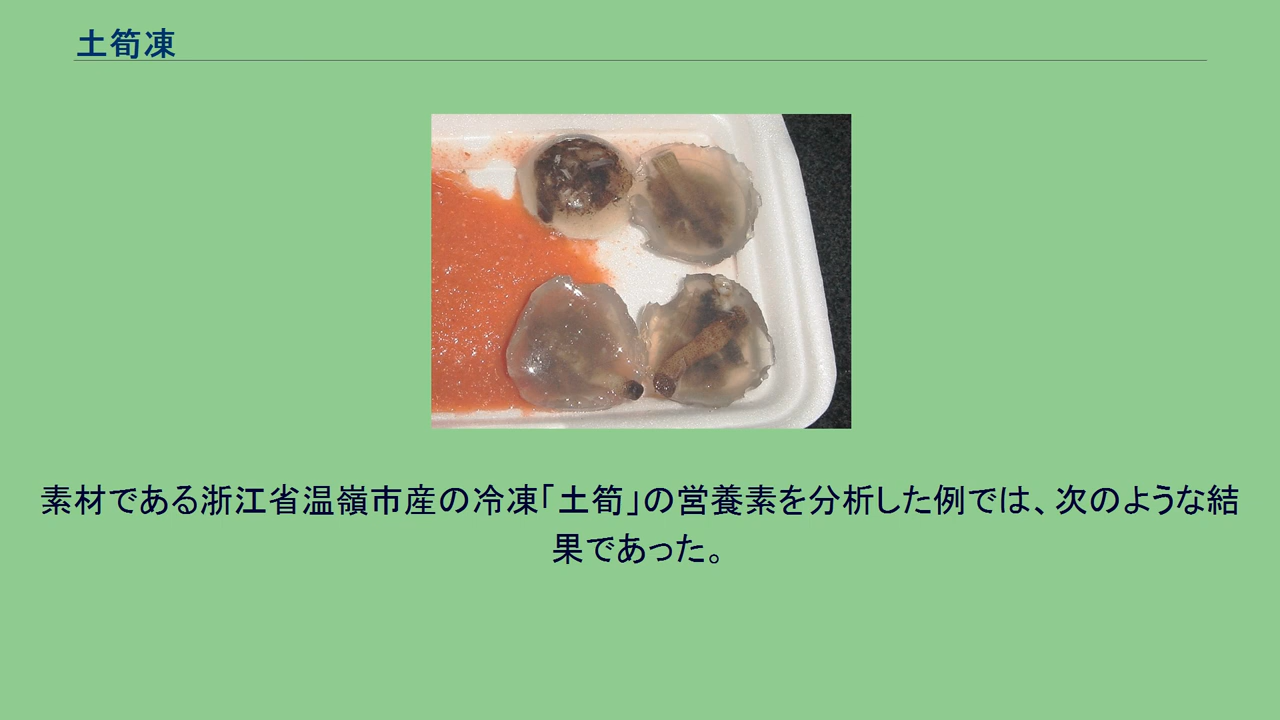 土筍凍
素材である浙江省温嶺市産の冷凍「土筍」の営養素を分析した例では、次のような結
果であった。